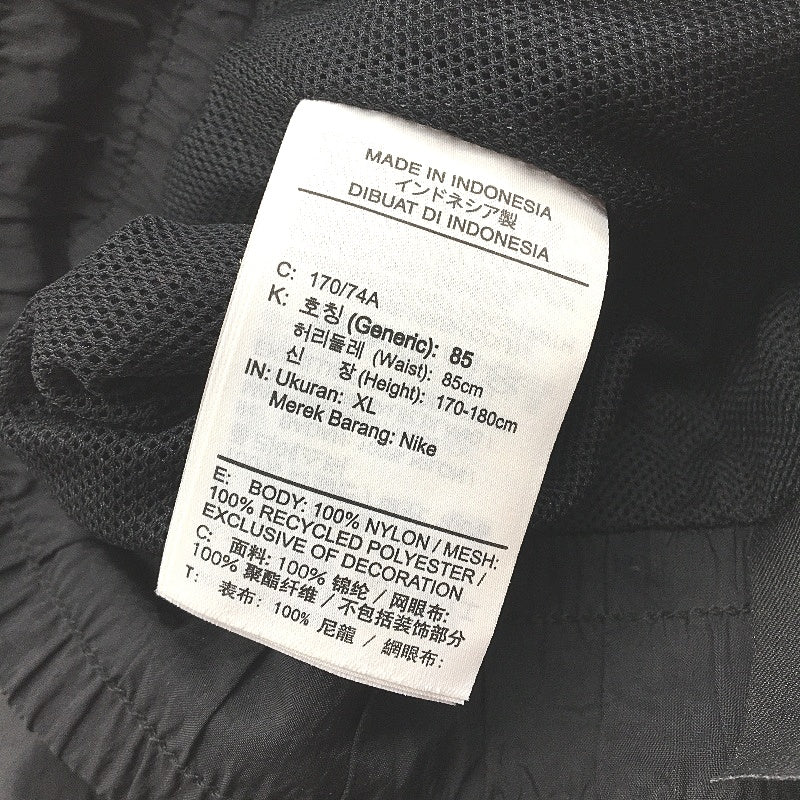 MADE IN INDONESIA
インドネシア製
DIBUAT DI INDONESIA
C: 170/74A
K: 호칭 (Generic): 85
허리둘레 (Waist): 85cm
신 장 (Height): 170-180cm
IN: Ukuran: XL
Merek Barang: Nike
E: BODY: 100% NYLON / MESH:
100% RECYCLED POLYESTER /
EXCLUSIVE OF DECORATION
C: 面料: 100% 锦纶 / 网眼布:
100% 聚酯纤维 / 不包括装饰部分
T: 表布: 100% 尼龍 / 網眼布: